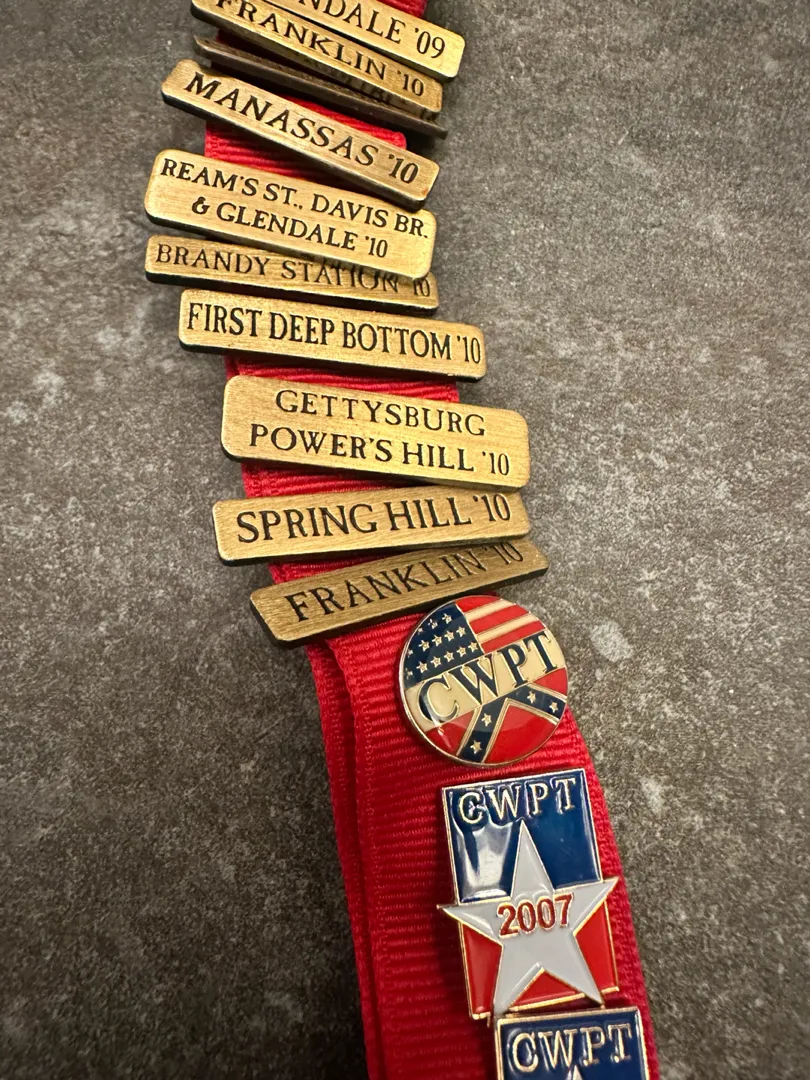 NDALE '09
FRANKLIN '10
MANASSAS '10
REAM'S ST., DAVIS BR.
& GLENDALE '10
BRANDY STATION '10
FIRST DEEP BOTTOM '10
GETTYSBURG
POWER'S HILL '10
SPRING HILL '10
FRANKLIN '10
CWPT
CWPT
2007
CWPT